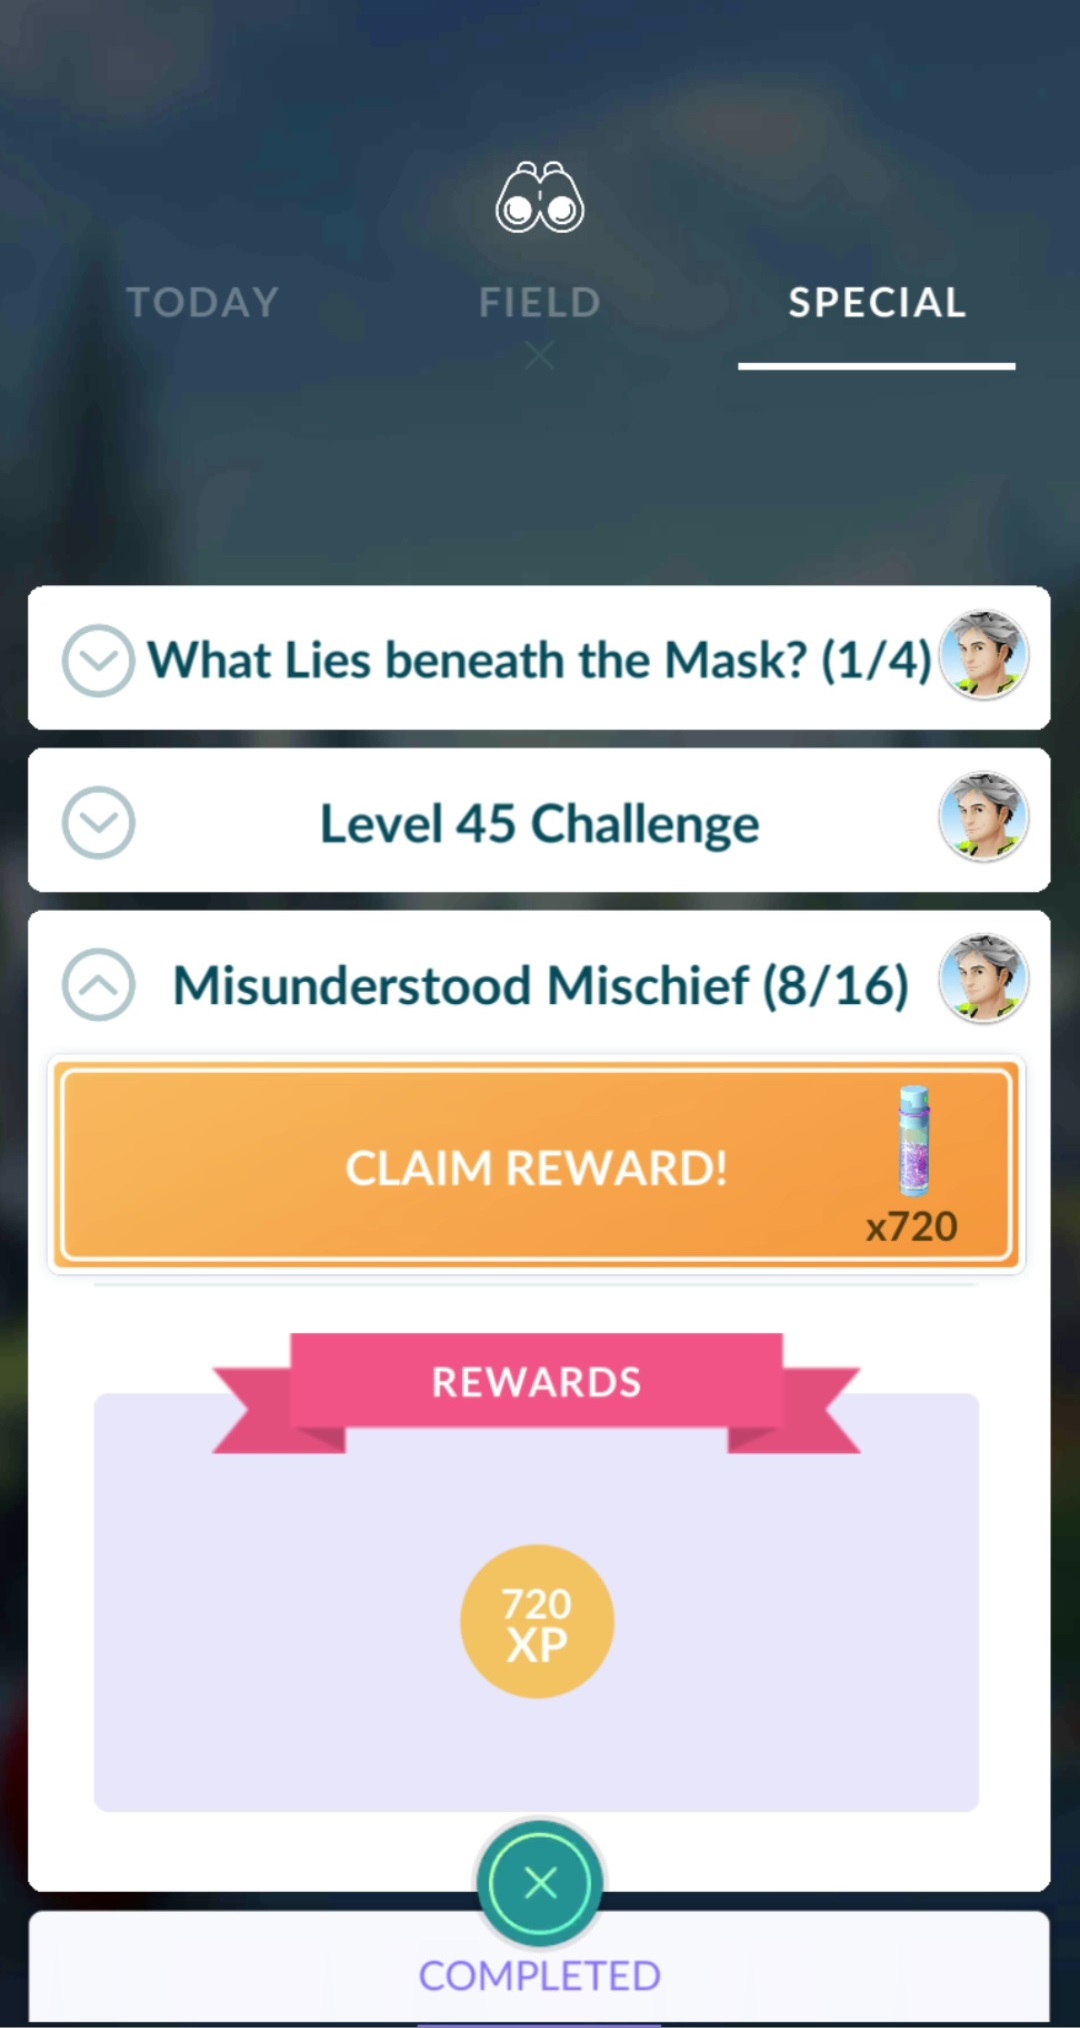 TODAY
FIELD
SPECIAL
What Lies beneath the Mask? (1/4)
Level 45 Challenge
Misunderstood Mischief (8/16)
CLAIM REWARD!
x720
REWARDS
720
XP
COMPLETED